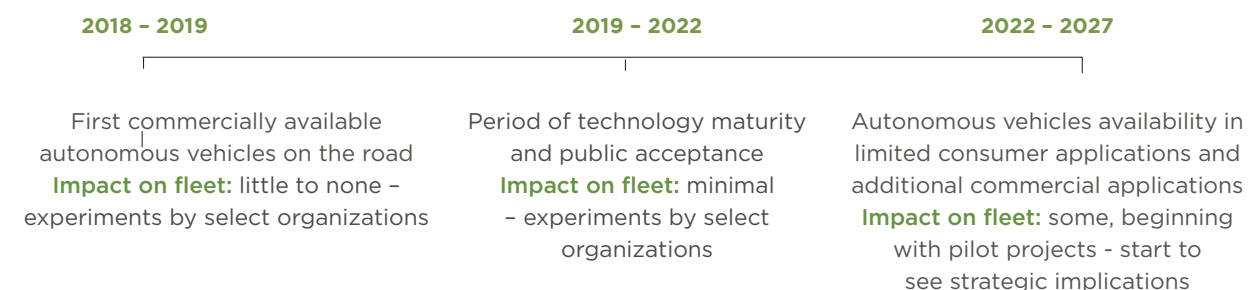 2018 – 2019
First commercially available
autonomous vehicles on the road
Impact on fleet: little to none –
experiments by select organizations
2019 – 2022
Period of technology maturity
and public acceptance
Impact on fleet: minimal
– experiments by select
organizations
2022 – 2027
Autonomous vehicles availability in
limited consumer applications and
additional commercial applications
Impact on fleet: some, beginning
with pilot projects - start to
see strategic implications